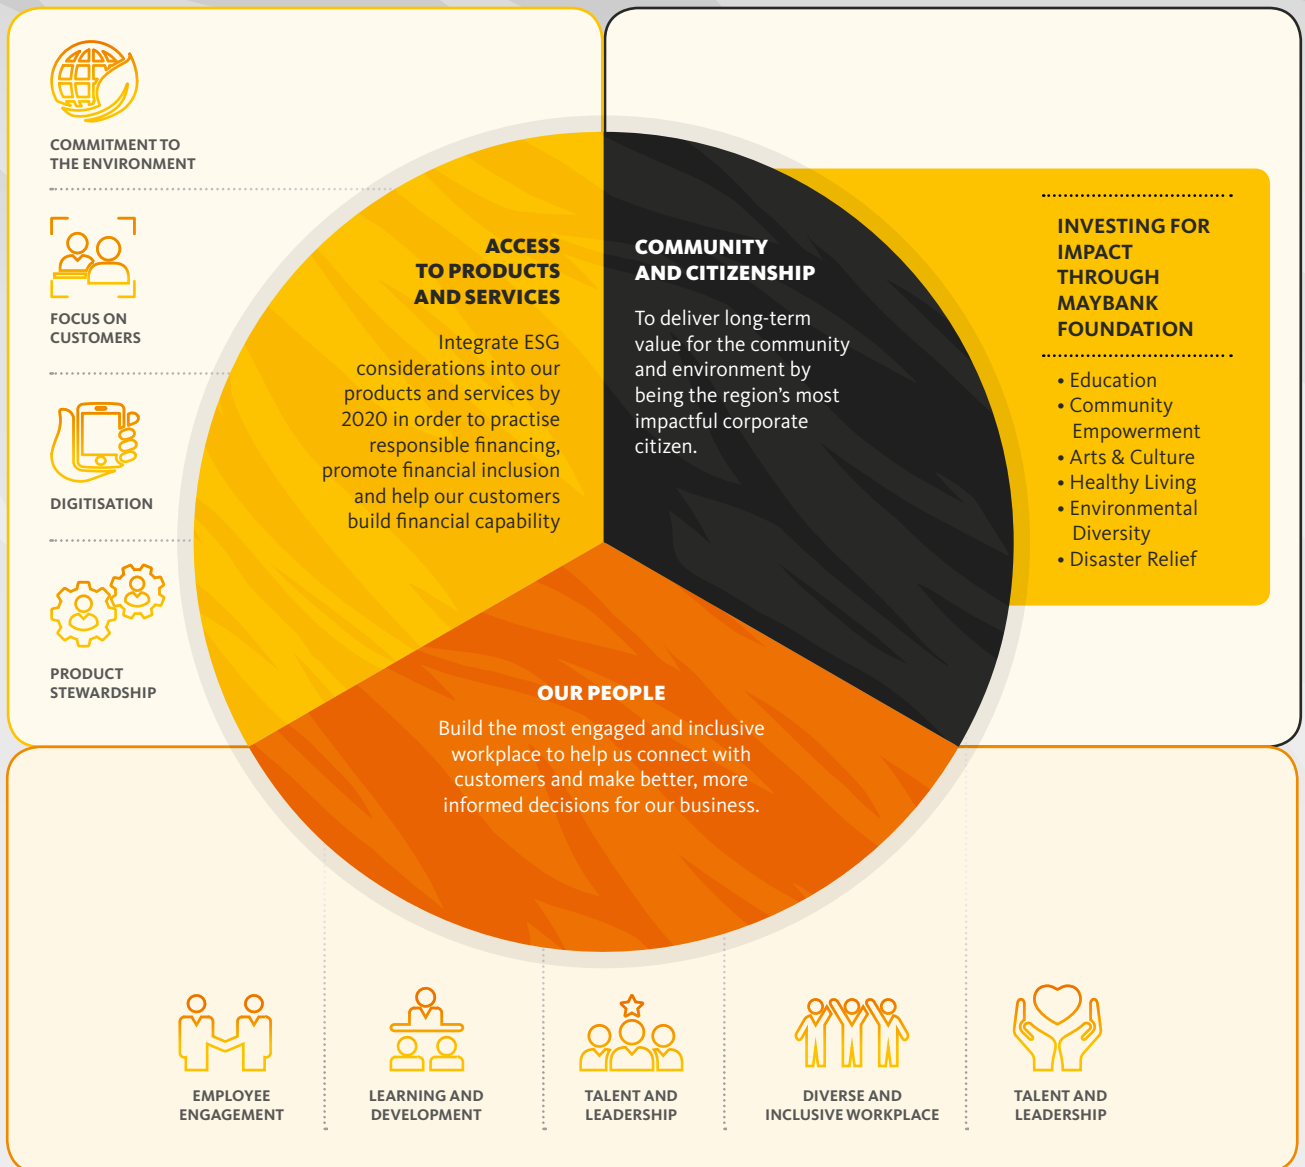 COMMITMENT TO
THE ENVIRONMENT
FOCUS ON
CUSTOMERS
DIGITISATION
PRODUCT
STEWARDSHIP
ACCESS
TO PRODUCTS
AND SERVICES
Integrate ESG
considerations into our
products and services by
2020 in order to practise
responsible financing,
promote financial inclusion
and help our customers
build financial capability
COMMUNITY
AND CITIZENSHIP
To deliver long-term
value for the community
and environment by
being the region’s most
impactful corporate
citizen.
INVESTING FOR
IMPACT
THROUGH
MAYBANK
FOUNDATION
• Education
• Community
Empowerment
• Arts & Culture
• Healthy Living
• Environmental
Diversity
• Disaster Relief
OUR PEOPLE
Build the most engaged and inclusive
workplace to help us connect with
customers and make better, more
informed decisions for our business.
EMPLOYEE
ENGAGEMENT
LEARNING AND
DEVELOPMENT
TALENT AND
LEADERSHIP
DIVERSE AND
INCLUSIVE WORKPLACE
TALENT AND
LEADERSHIP